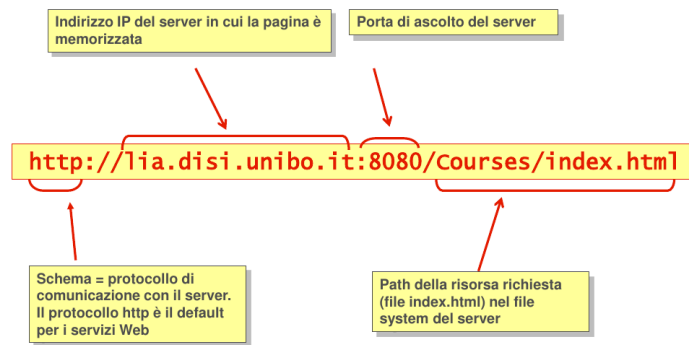 Indirizzo IP del server in cui la pagina è
memorizzata
Porta di ascolto del server
http://lia.disi.unibo.it:8080/Courses/index.html
Schema = protocollo di
comunicazione con il server.
Il protocollo http è il default
per i servizi Web
Path della risorsa richiesta
(file index.html) nel file
system del server